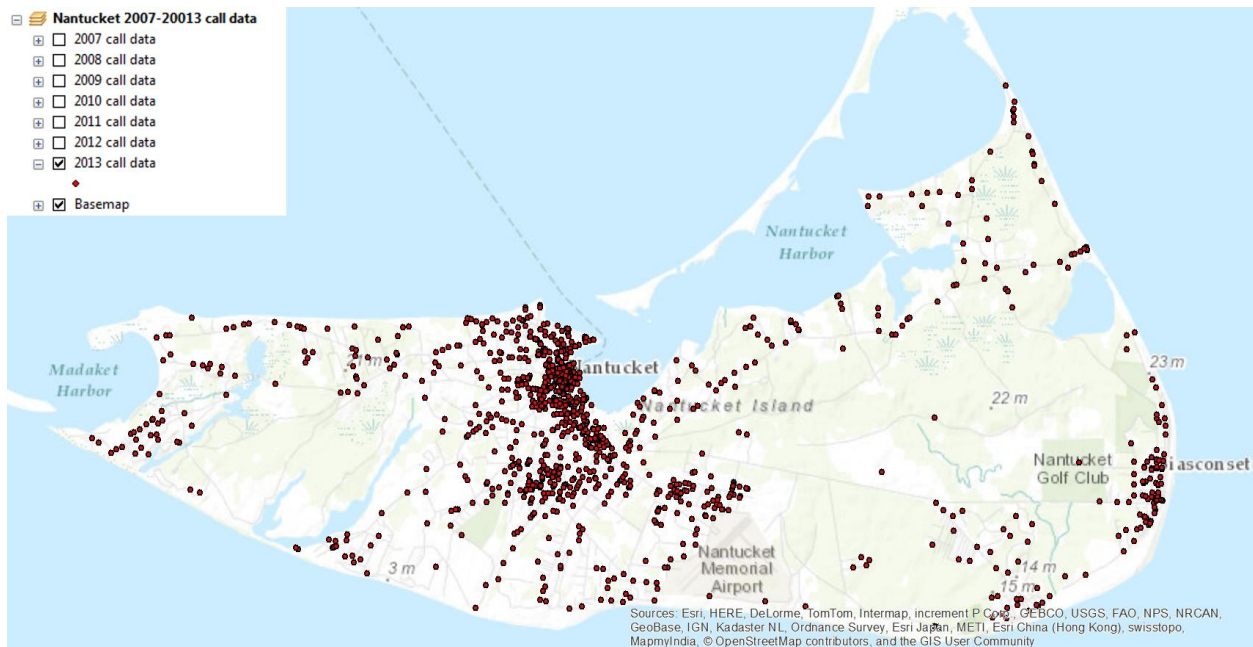 Nantucket 2007-20013 call data
2007 call data
2008 call data
2009 call data
2010 call data
2011 call data
2012 call data
2013 call data
Basemap
Nantucket
Harbor
Madaket
Harbor
21 m
Nantucket
Nantucket Island
23 m
22 m
Nantucket
Golf Club
Siasconset
Nantucket
Memorial
Airport
3 m
14 m
15 m
Sources: Esri, HERE, DeLorme, TomTom, Intermap, increment P Corp., GEBCO, USGS, FAO, NPS, NRCAN,
GeoBase, IGN, Kadaster NL, Ordnance Survey, Esri Japan, METI, Esri China (Hong Kong), swisstopo,
MapmyIndia, © OpenStreetMap contributors, and the GIS User Community